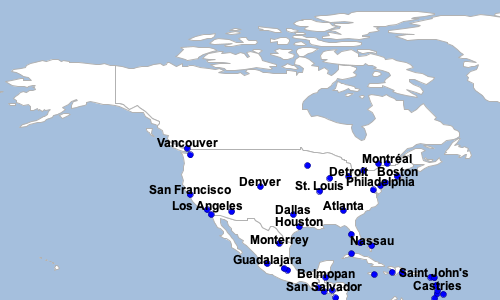 Vancouver
Montréal
Detroit
Boston
Denver
St. Louis
Philadelphia
San Francisco
Los Angeles
Dallas
Atlanta
Houston
Monterrey
Nassau
Guadalajara
Belmopan
Saint John's
San Salvador
Castries